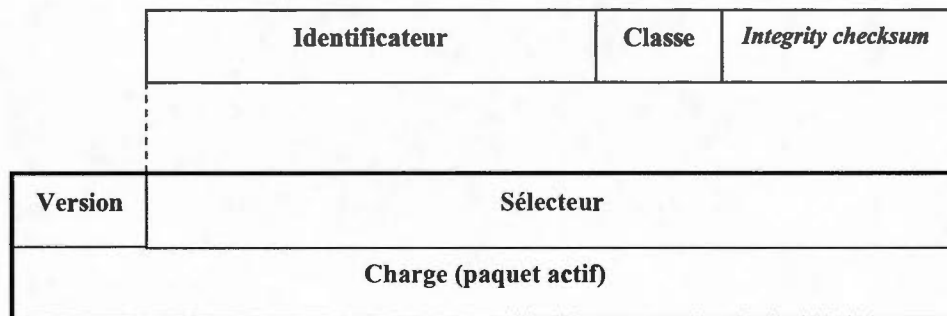 Identificateur Classe Integrity checksum
Version Sélecteur
Charge (paquet actif)